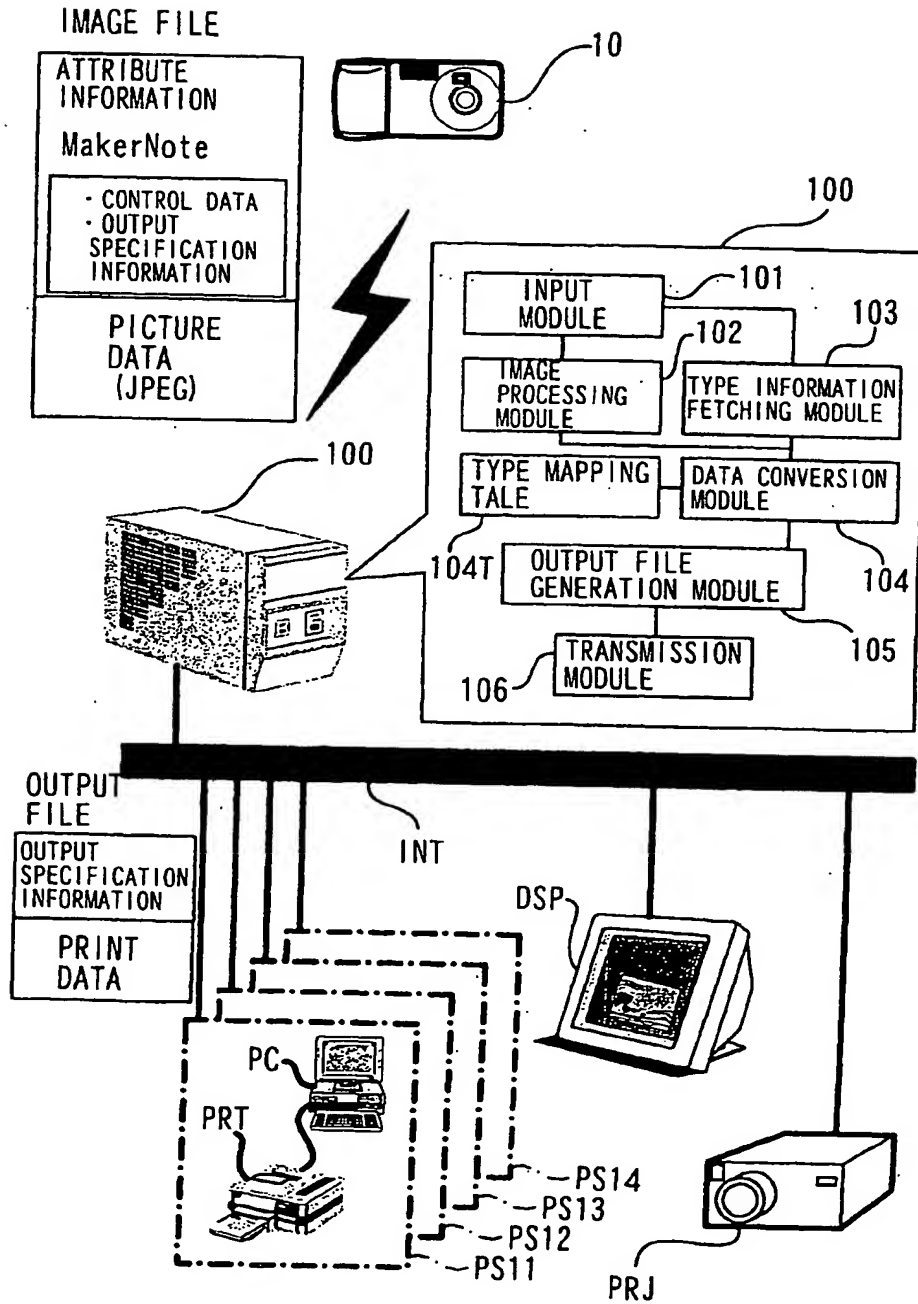 IMAGE FILE
ATTRIBUTE
INFORMATION
MakerNote
· CONTROL DATA
· OUTPUT
SPECIFICATION
INFORMATION
PICTURE
DATA
(JPEG)
10
100
INPUT
MODULE
101
103
IMAGE
PROCESSING
MODULE
102
TYPE INFORMATION
FETCHING MODULE
TYPE MAPPING
TALE
DATA CONVERSION
MODULE
104T
OUTPUT FILE
GENERATION MODULE
104
105
TRANSMISSION
MODULE
106
100
OUTPUT
FILE
OUTPUT
SPECIFICATION
INFORMATION
PRINT
DATA
INT
DSP
PC
PRT
PS14
PS13
PS12
PS11
PRJ